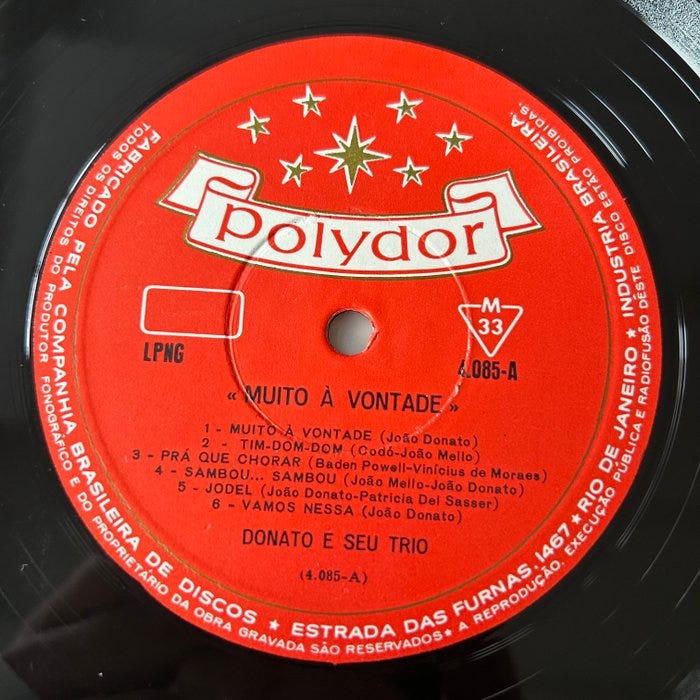 polydor
LPNG
M
33
4.085-A
« MUITO À VONTADE »
1 - MUITO À VONTADE (João Donato)
2 - TIM-DOM-DOM (Codó-João Mello)
3 - PRÁ QUE CHORAR (Baden Powell-Vinícius de Moraes)
4 - SAMBOU... SAMBOU (João Mello-João Donato)
5 - JODEL (João Donato-Patricia Del Sasser)
6 - VAMOS NESSA (João Donato)
DONATO E SEU TRIO
(4.085-A)
FABRICADO PELA COMPANHIA BRASILEIRA DE DISCOS ★ ESTRADA DAS FURNAS, 1467 ★ RIO DE JANEIRO ★ INDUSTRIA BRASILEIRA.
TODOS OS DIREITOS DO PRODUTOR FONOGRÁFICO E DO PROPRIETÁRIO DA OBRA GRAVADA SÃO RESERVADOS ★ A REPRODUÇÃO, EXECUÇÃO PÚBLICA E RADIOFUSÃO DÊSTE DISCO ESTÃO PROIBIDAS.